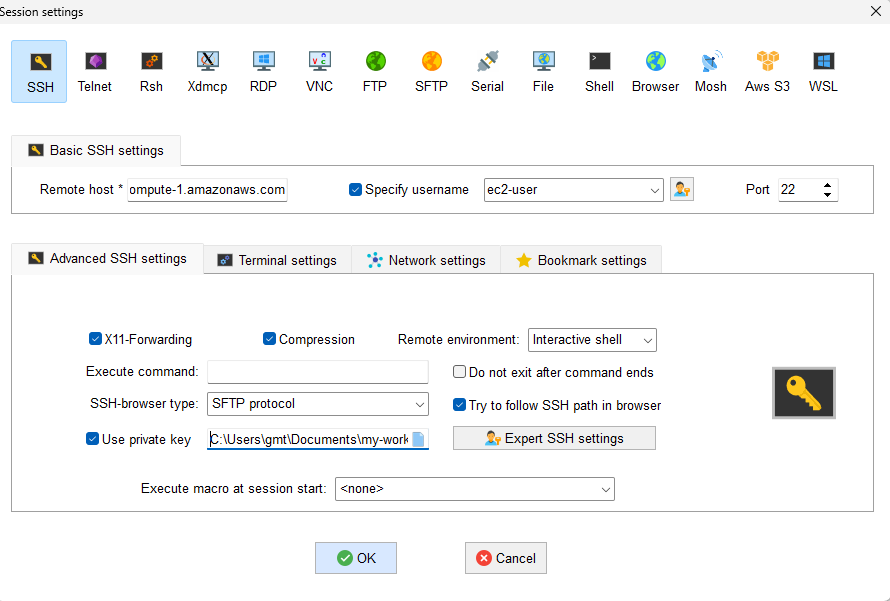 Session settings
SSH Telnet Rsh Xdmcp RDP VNC FTP SFTP Serial File Shell Browser Mosh Aws S3 WSL
Basic SSH settings
Remote host * ompute-1.amazonaws.com Specify username ec2-user Port 22
Advanced SSH settings Terminal settings Network settings Bookmark settings
X11-Forwarding Compression Remote environment: Interactive shell
Execute command: Do not exit after command ends
SSH-browser type: SFTP protocol Try to follow SSH path in browser
Use private key C:\Users\gmt\Documents\my-work Expert SSH settings
Execute macro at session start: <none>
OK Cancel